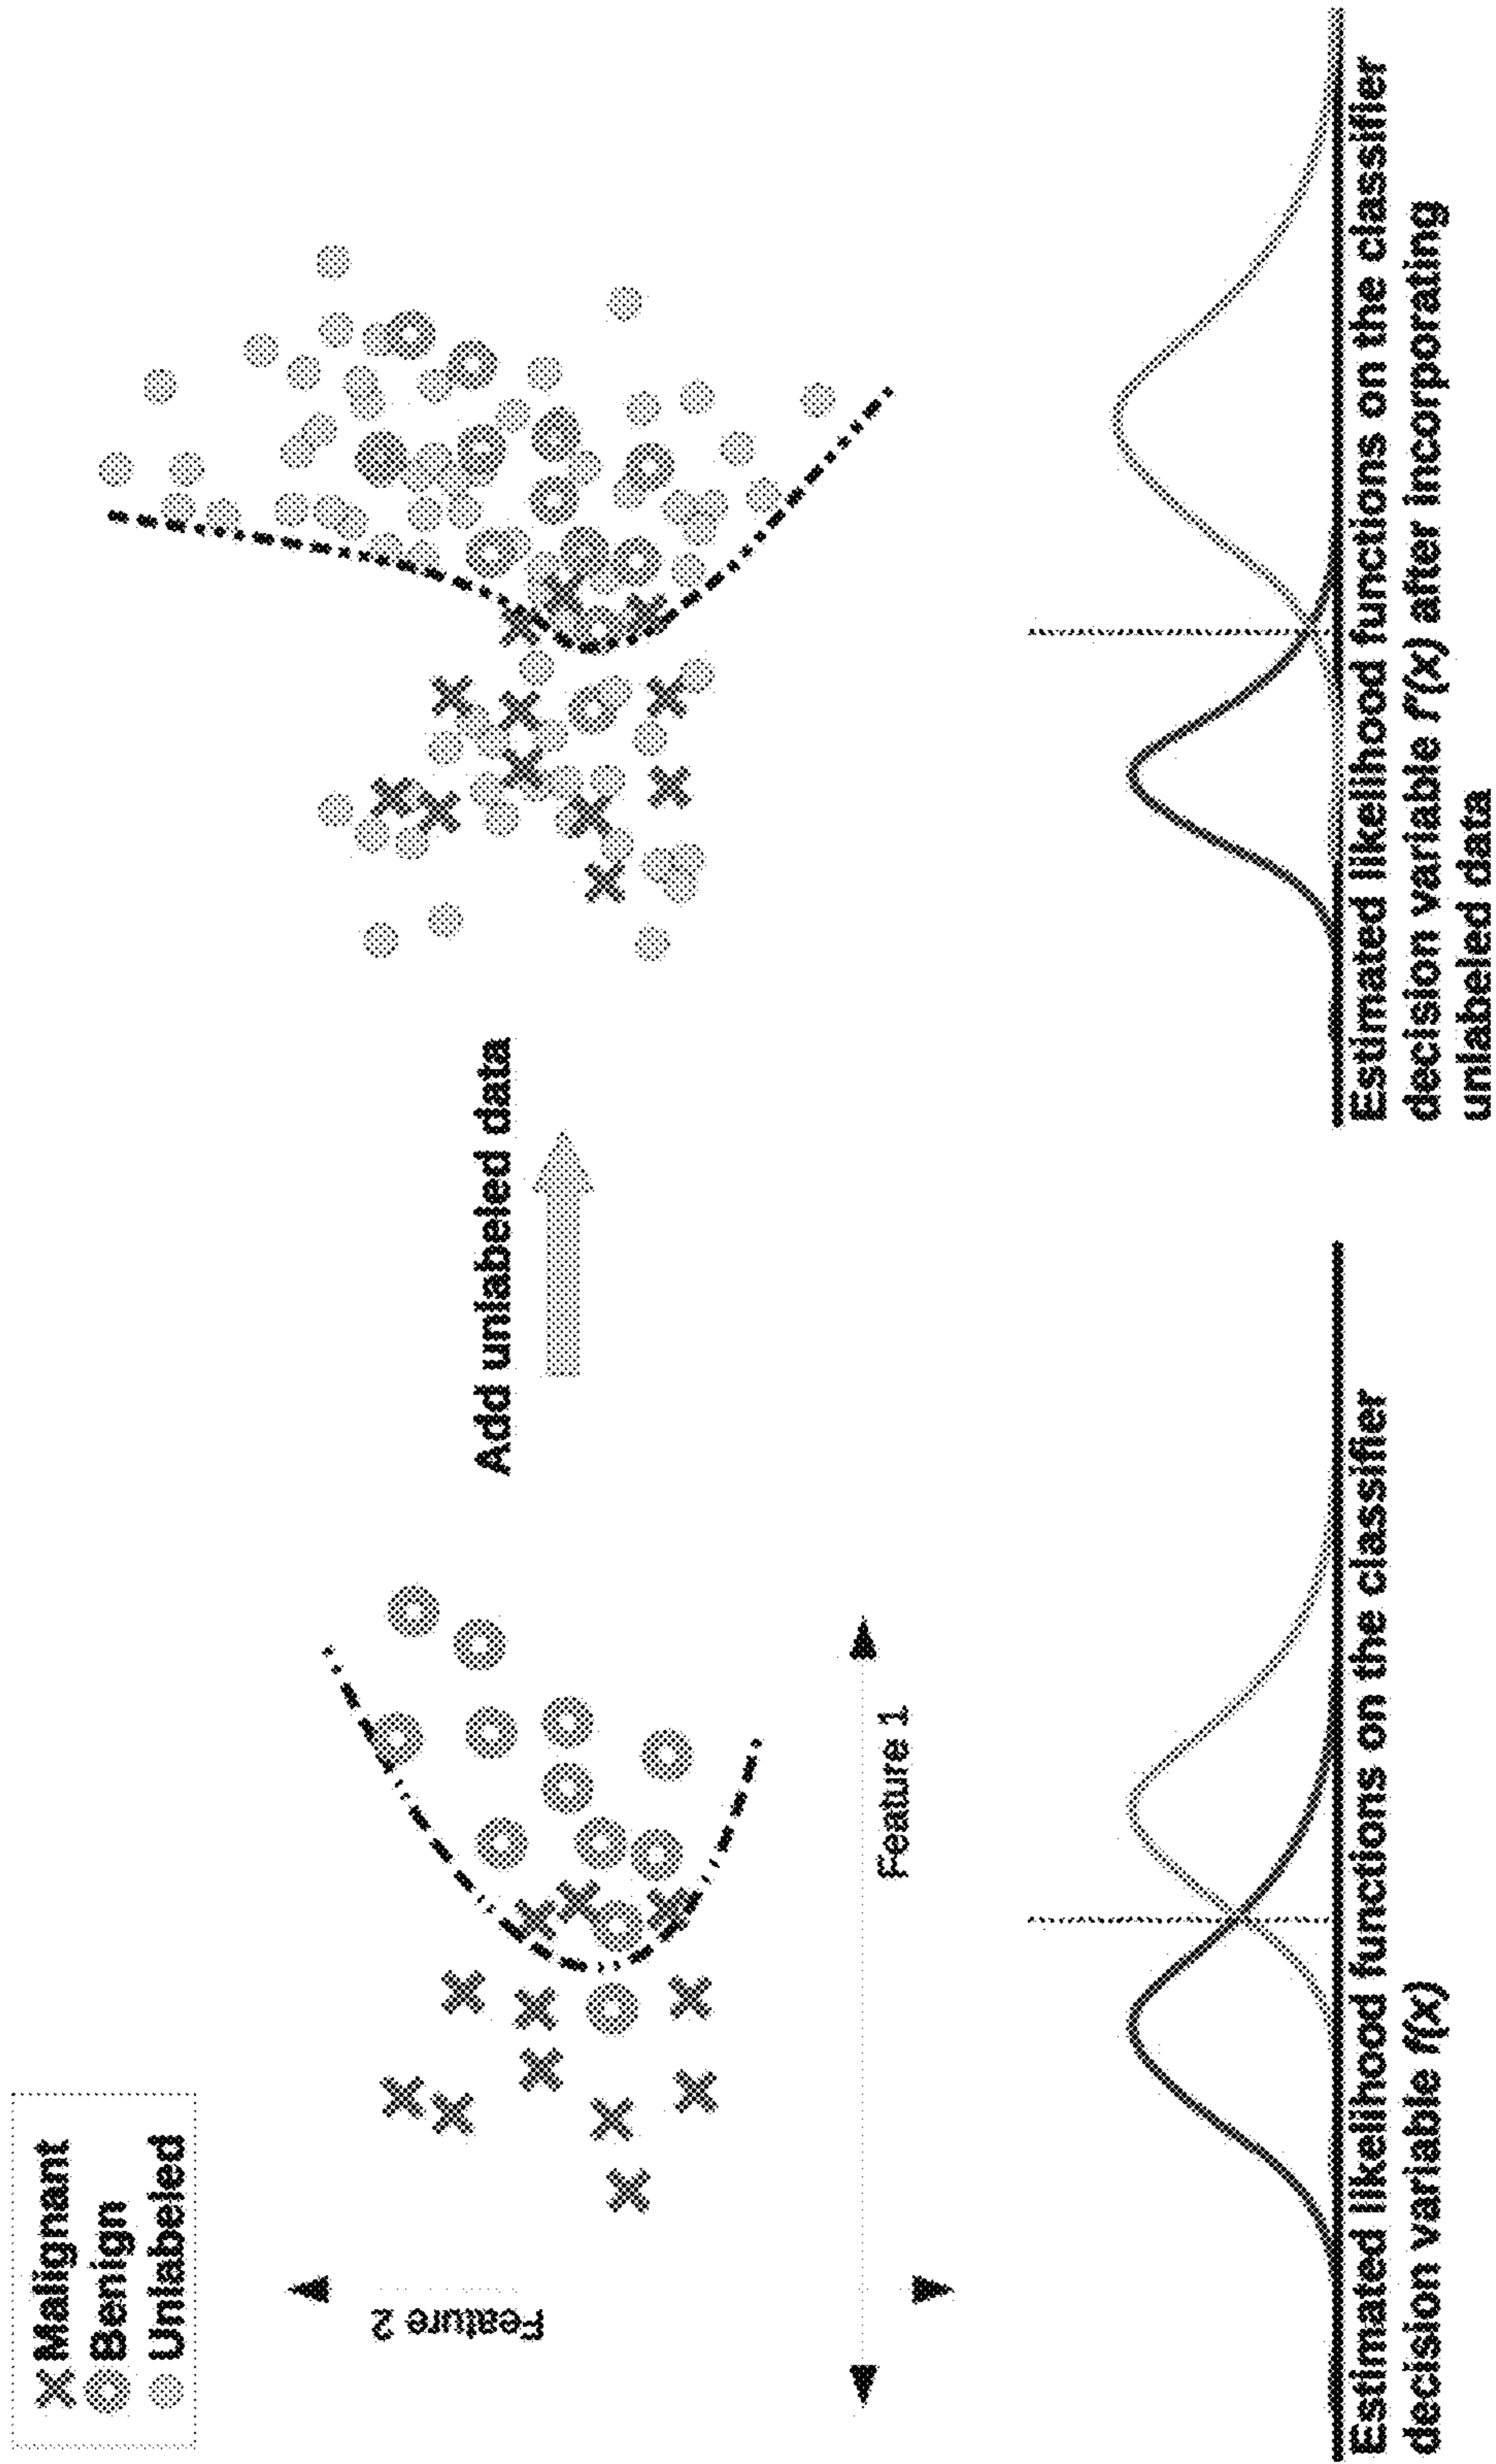 Malignant
Benign
Unlabeled
Feature 2
Feature 1
Add unlabeled data
Estimated likelihood functions on the classifier
decision variable f(x)
Estimated likelihood functions on the classifier
decision variable f'(x) after incorporating
unlabeled data